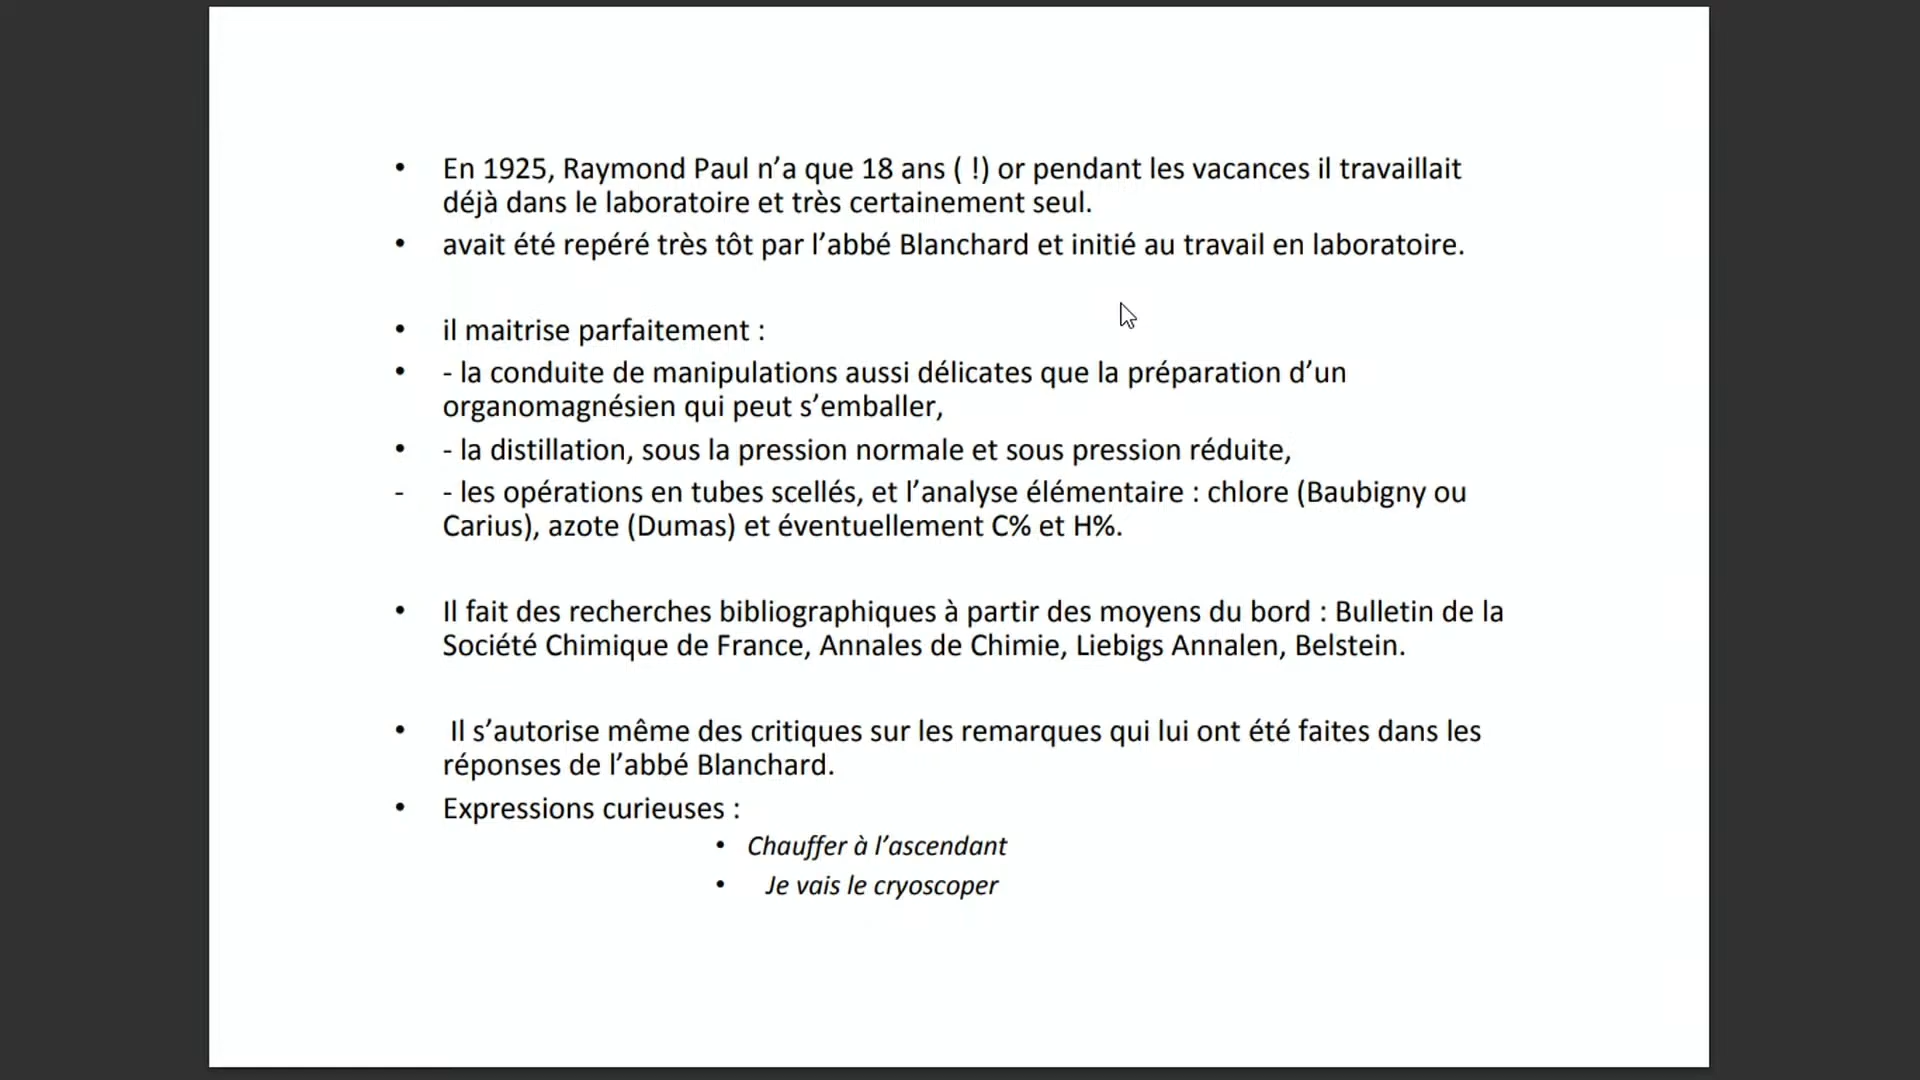 • En 1925, Raymond Paul n’a que 18 ans ( !) or pendant les vacances il travaillait
déjà dans le laboratoire et très certainement seul.
• avait été repéré très tôt par l’abbé Blanchard et initié au travail en laboratoire.
• il maitrise parfaitement :
• - la conduite de manipulations aussi délicates que la préparation d’un
organomagnésien qui peut s’emballer,
• - la distillation, sous la pression normale et sous pression réduite,
- - les opérations en tubes scellés, et l’analyse élémentaire : chlore (Baubigny ou
Carius), azote (Dumas) et éventuellement C% et H%.
• Il fait des recherches bibliographiques à partir des moyens du bord : Bulletin de la
Société Chimique de France, Annales de Chimie, Liebigs Annalen, Belstein.
• Il s’autorise même des critiques sur les remarques qui lui ont été faites dans les
réponses de l’abbé Blanchard.
• Expressions curieuses :
• Chauffer à l’ascendant
• Je vais le cryoscoper